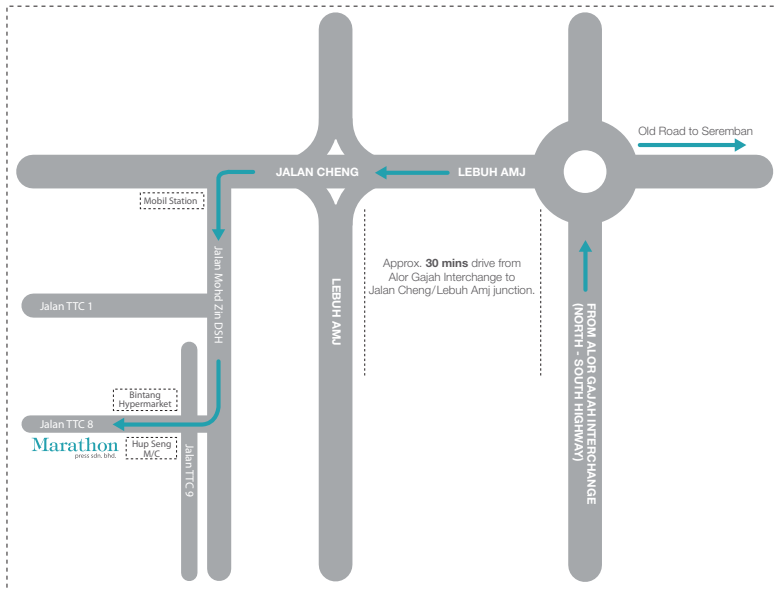 Old Road to Seremban
JALAN CHENG
LEBUH AMJ
Mobil Station
Jalan Mohd Zin DSH
LEBUH AMJ
Approx. 30 mins drive from
Alor Gajah Interchange to
Jalan Cheng/Lebuh Amj junction.
Jalan TTC 1
FROM ALOR GAJAH INTERCHANGE
(NORTH - SOUTH HIGHWAY)
Bintang
Hypermarket
Jalan TTC 8
Marathon
press sdn. bhd.
Hup Seng
M/C
Jalan TTC 9